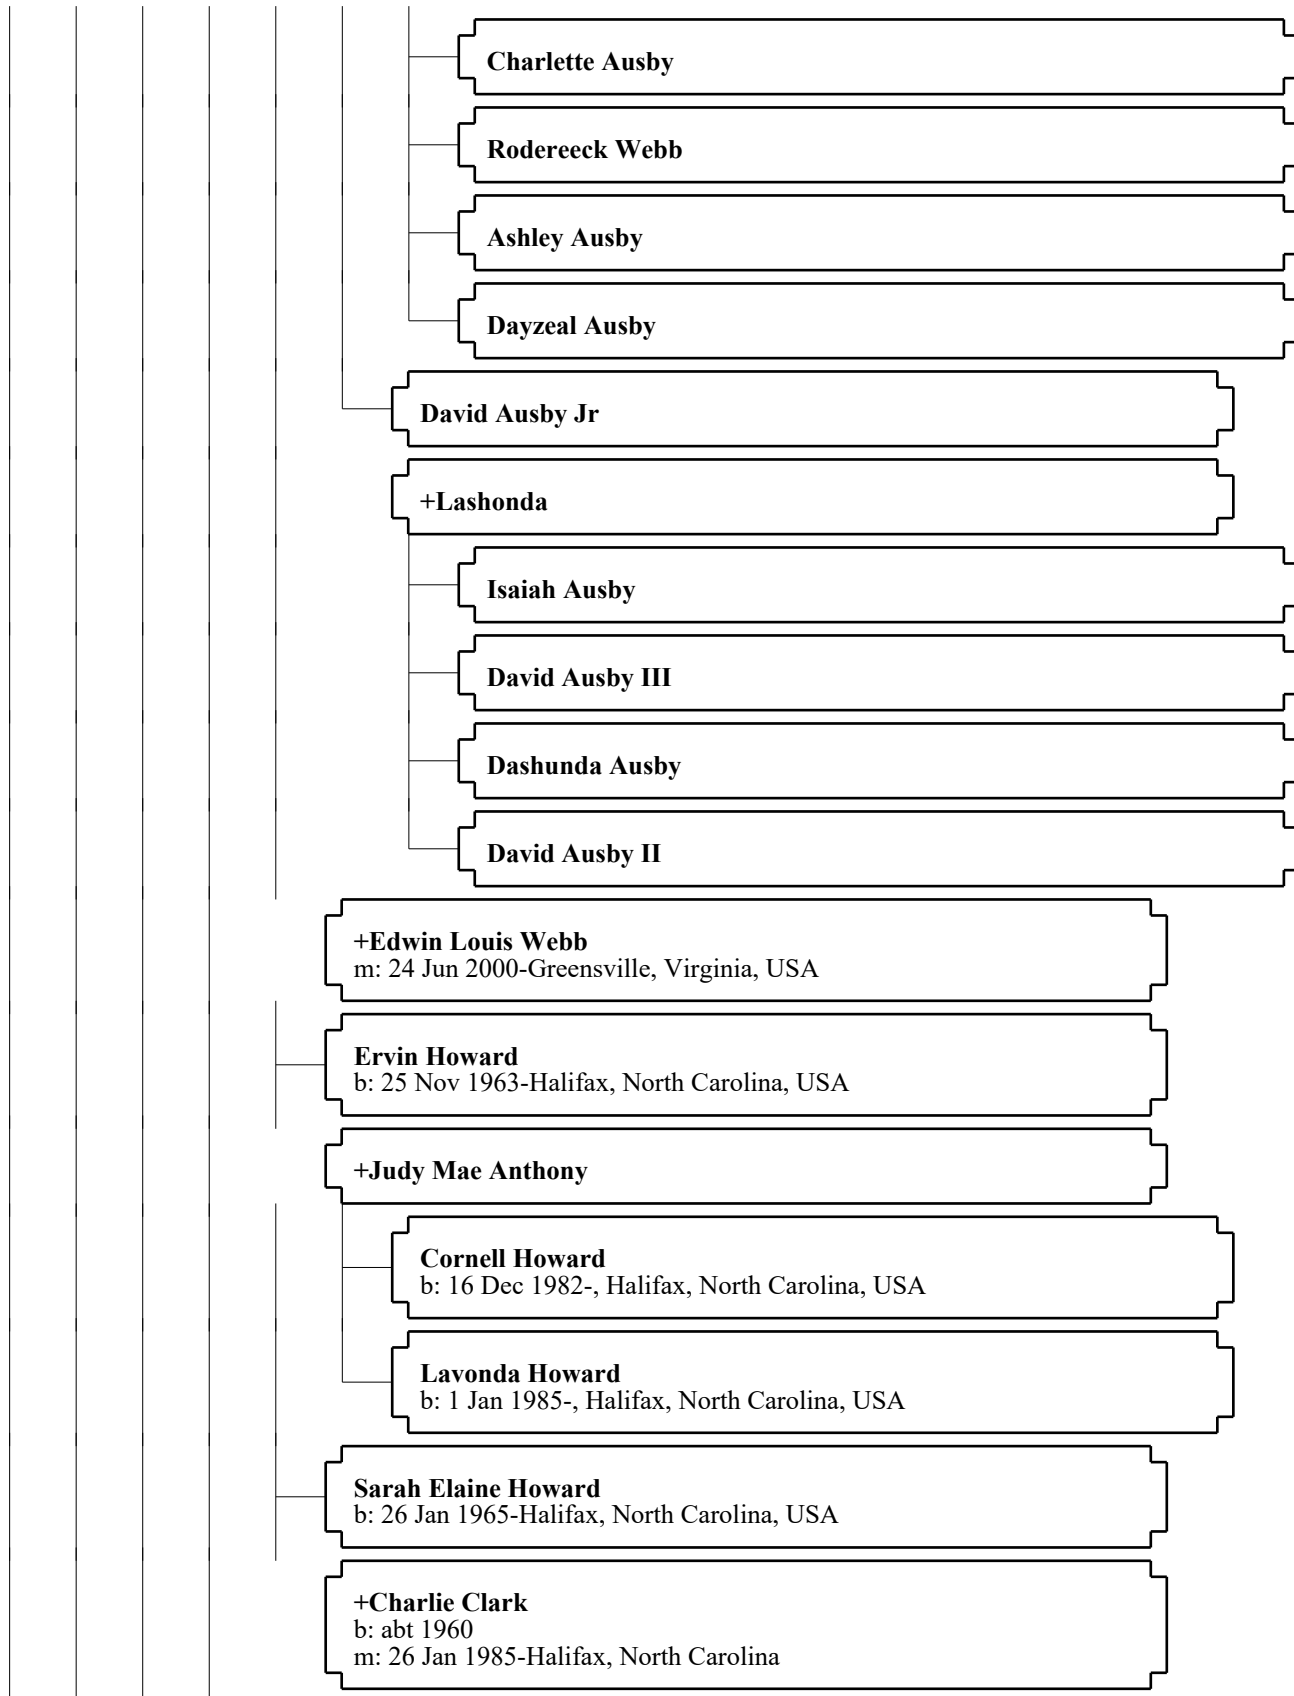 Charlette Ausby
Rodereeck Webb
Ashley Ausby
Dayzeal Ausby
David Ausby Jr
+Lashonda
Isaiah Ausby
David Ausby III
Dashunda Ausby
David Ausby II
+Edwin Louis Webb
m: 24 Jun 2000-Greensville, Virginia, USA
Ervin Howard
b: 25 Nov 1963-Halifax, North Carolina, USA
+Judy Mae Anthony
Cornell Howard
b: 16 Dec 1982-, Halifax, North Carolina, USA
Lavonda Howard
b: 1 Jan 1985-, Halifax, North Carolina, USA
Sarah Elaine Howard
b: 26 Jan 1965-Halifax, North Carolina, USA
+Charlie Clark
b: abt 1960
m: 26 Jan 1985-Halifax, North Carolina